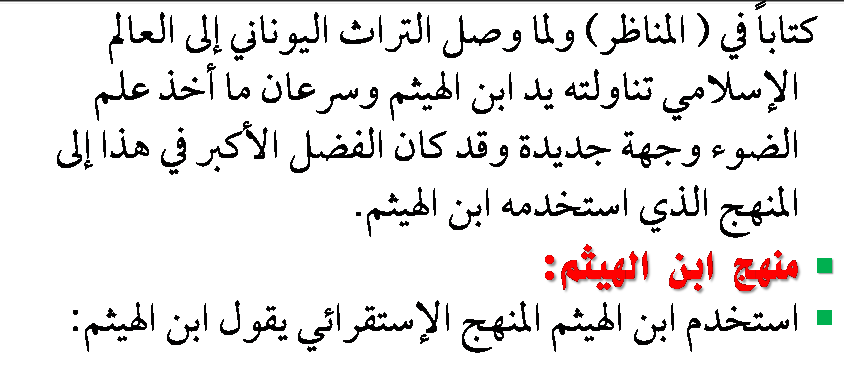 كتاباً في ( المناظر) ولما وصل التراث اليوناني إلى العالم
الإسلامي تناولته يد ابن الهيثم وسرعان ما أخذ علم
الضوء وجهة جديدة وقد كان الفضل الأكبر في هذا إلى
المنهج الذي استخدمه ابن الهيثم.
منهج ابن الهيثم:
استخدم ابن الهيثم المنهج الإستقرائي يقول ابن الهيثم: